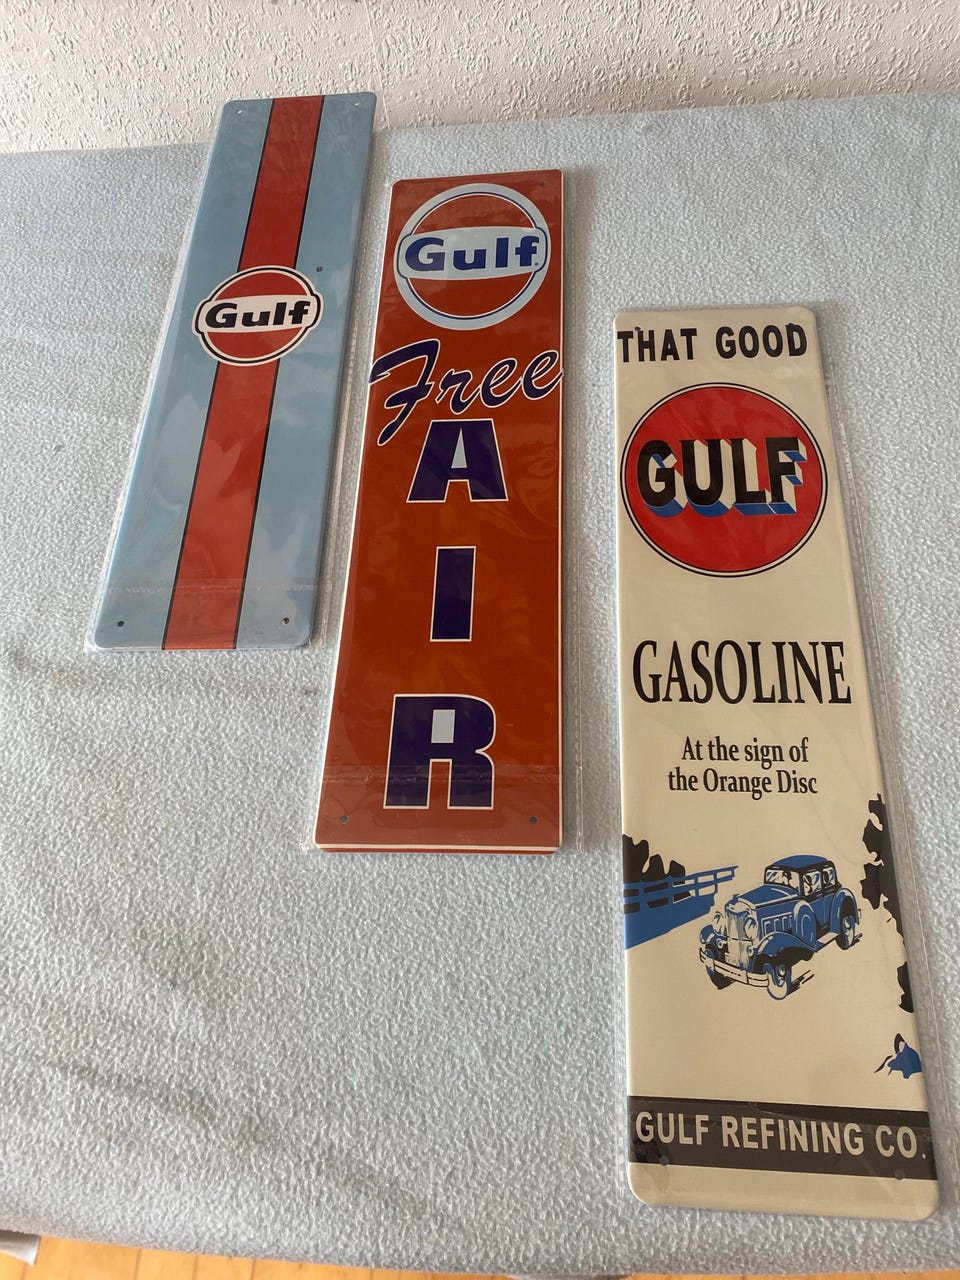 Gulf
Gulf
Free
A
I
R
THAT GOOD
GULF
GASOLINE
At the sign of
the Orange Disc
GULF REFINING CO.